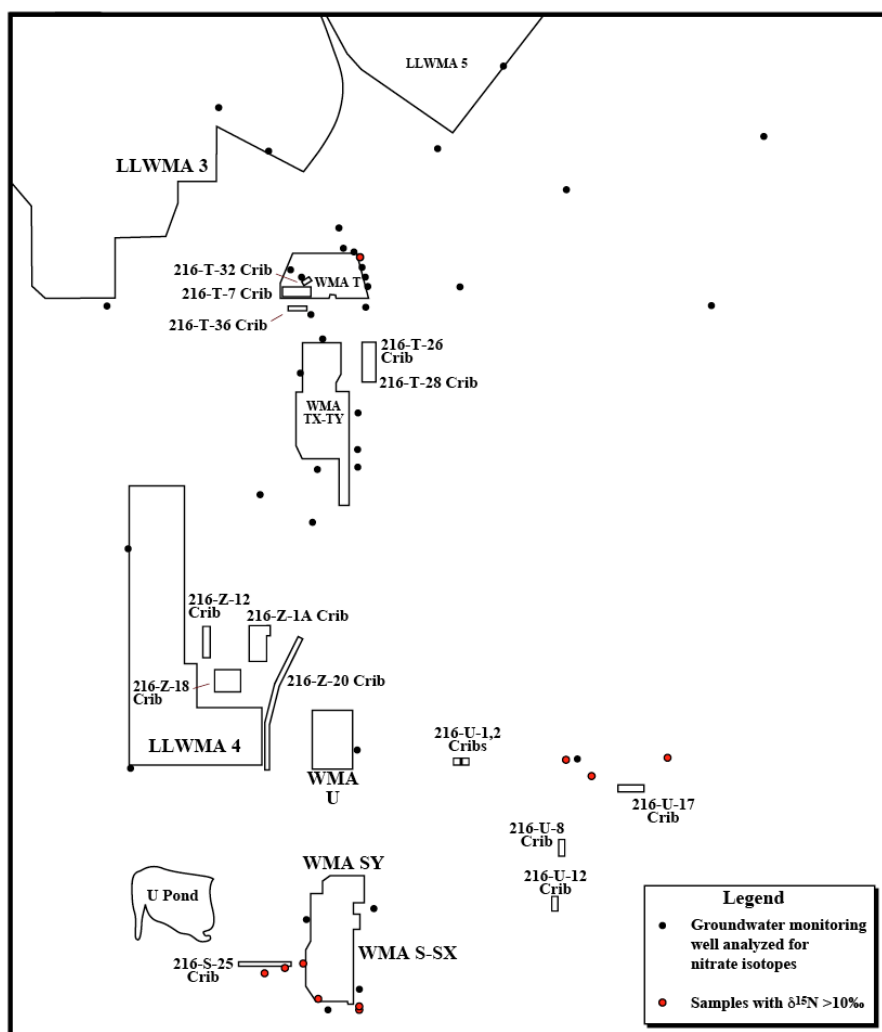 LLWMA 5
LLWMA 3
216-T-32 Crib
WMA T
216-T-7 Crib
216-T-36 Crib
216-T-26
Crib
216-T-28 Crib
WMA
TX-TY
216-Z-12
Crib
216-Z-1A Crib
216-Z-20 Crib
216-Z-18
Crib
LLWMA 4
WMA
U
216-U-1,2
Cribs
216-U-17
Crib
216-U-8
Crib
216-U-12
Crib
WMA SY
U Pond
WMA S-SX
216-S-25
Crib
Legend
Groundwater monitoring
well analyzed for
nitrate isotopes
Samples with δ¹⁵N >10‰